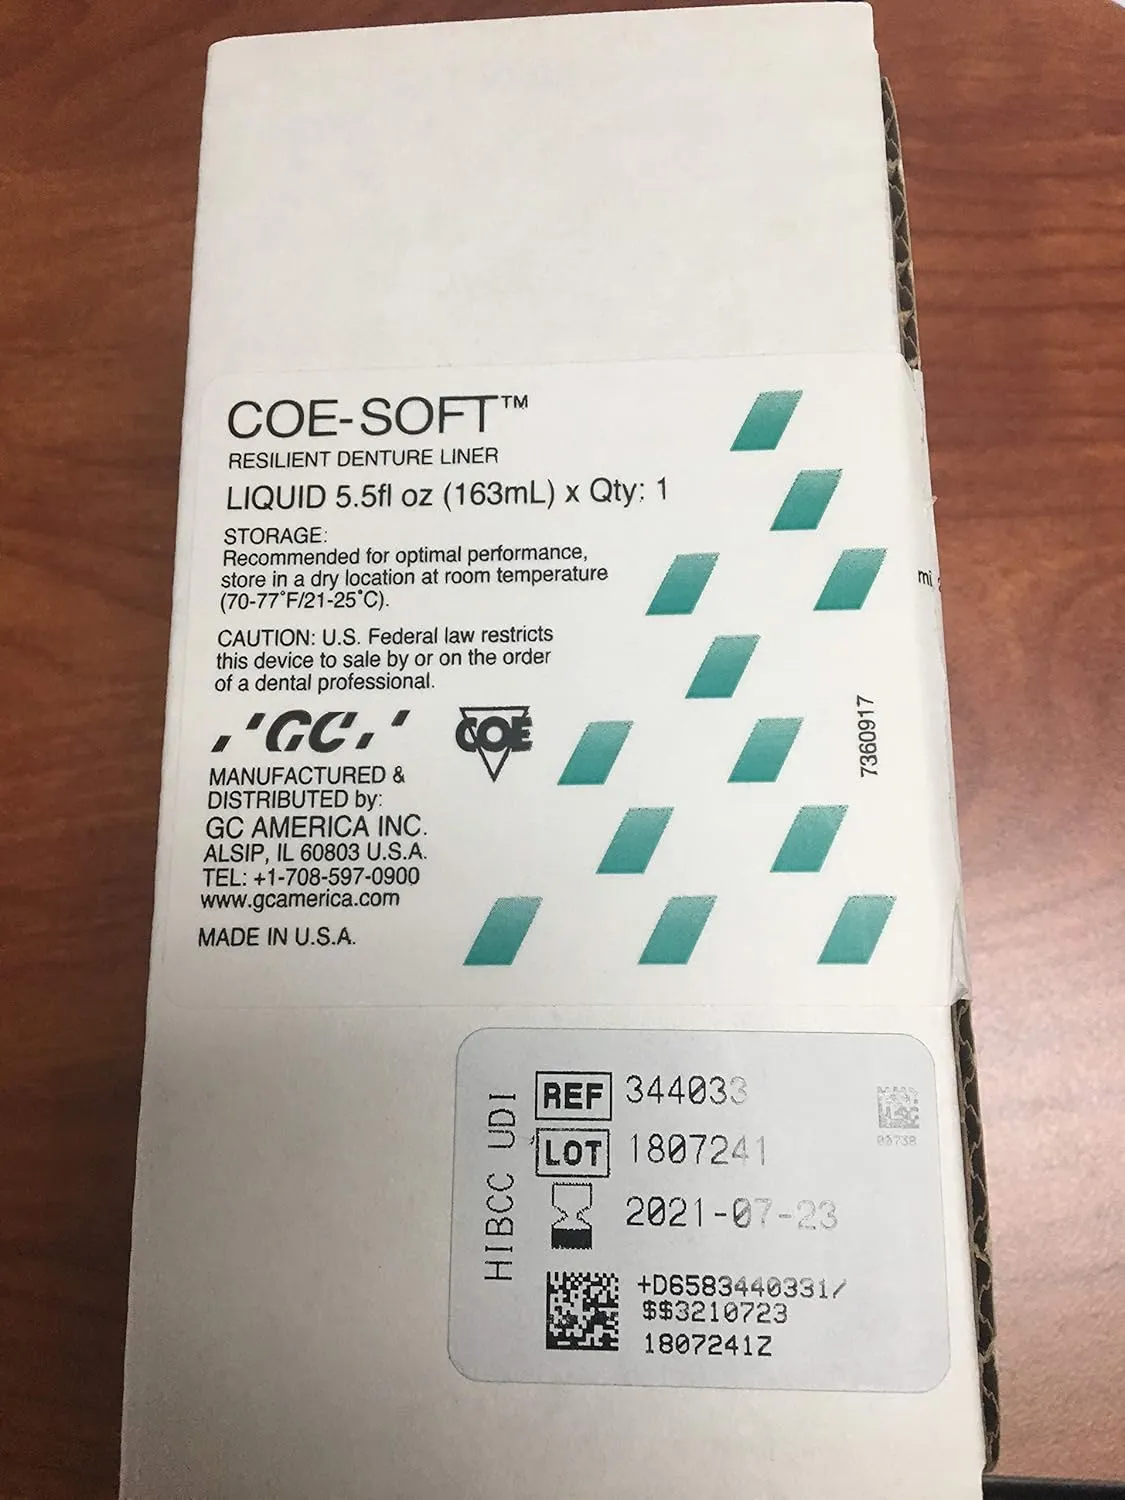 COE-SOFT™
RESILIENT DENTURE LINER
LIQUID 5.5fl oz (163mL) x Qty: 1
STORAGE:
Recommended for optimal performance,
store in a dry location at room temperature
(70-77°F/21-25°C).
CAUTION: U.S. Federal law restricts
this device to sale by or on the order
of a dental professional.
GC
COE
MANUFACTURED &
DISTRIBUTED by:
GC AMERICA INC.
ALSIP, IL 60803 U.S.A.
TEL: +1-708-597-0900
www.gcamerica.com
MADE IN U.S.A.
7360917
HIBCC UDI
REF 344033
LOT 1807241
2021-07-23
+D6583440331/
$$3210723
1807241Z